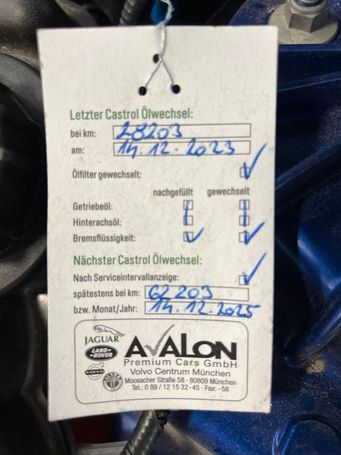 Letzter Castrol Ölwechsel:
bei km: 28203
am: 14.12.2023
Ölfilter gewechselt:
nachgefüllt gewechselt
Getriebeöl:
Hinterachsöl:
Bremsflüssigkeit:
Nächster Castrol Ölwechsel:
Nach Serviceintervallanzeige:
spätestens bei km: 62203
bzw. Monat/Jahr: 14.12.2025
JAGUAR
LAND-ROVER
VOLVO
AVALON
Premium Cars GmbH
Volvo Centrum München
Moosacher Straße 58 - 80809 München
Tel.: 0 89 / 12 15 32 - 45 · Fax: - 58